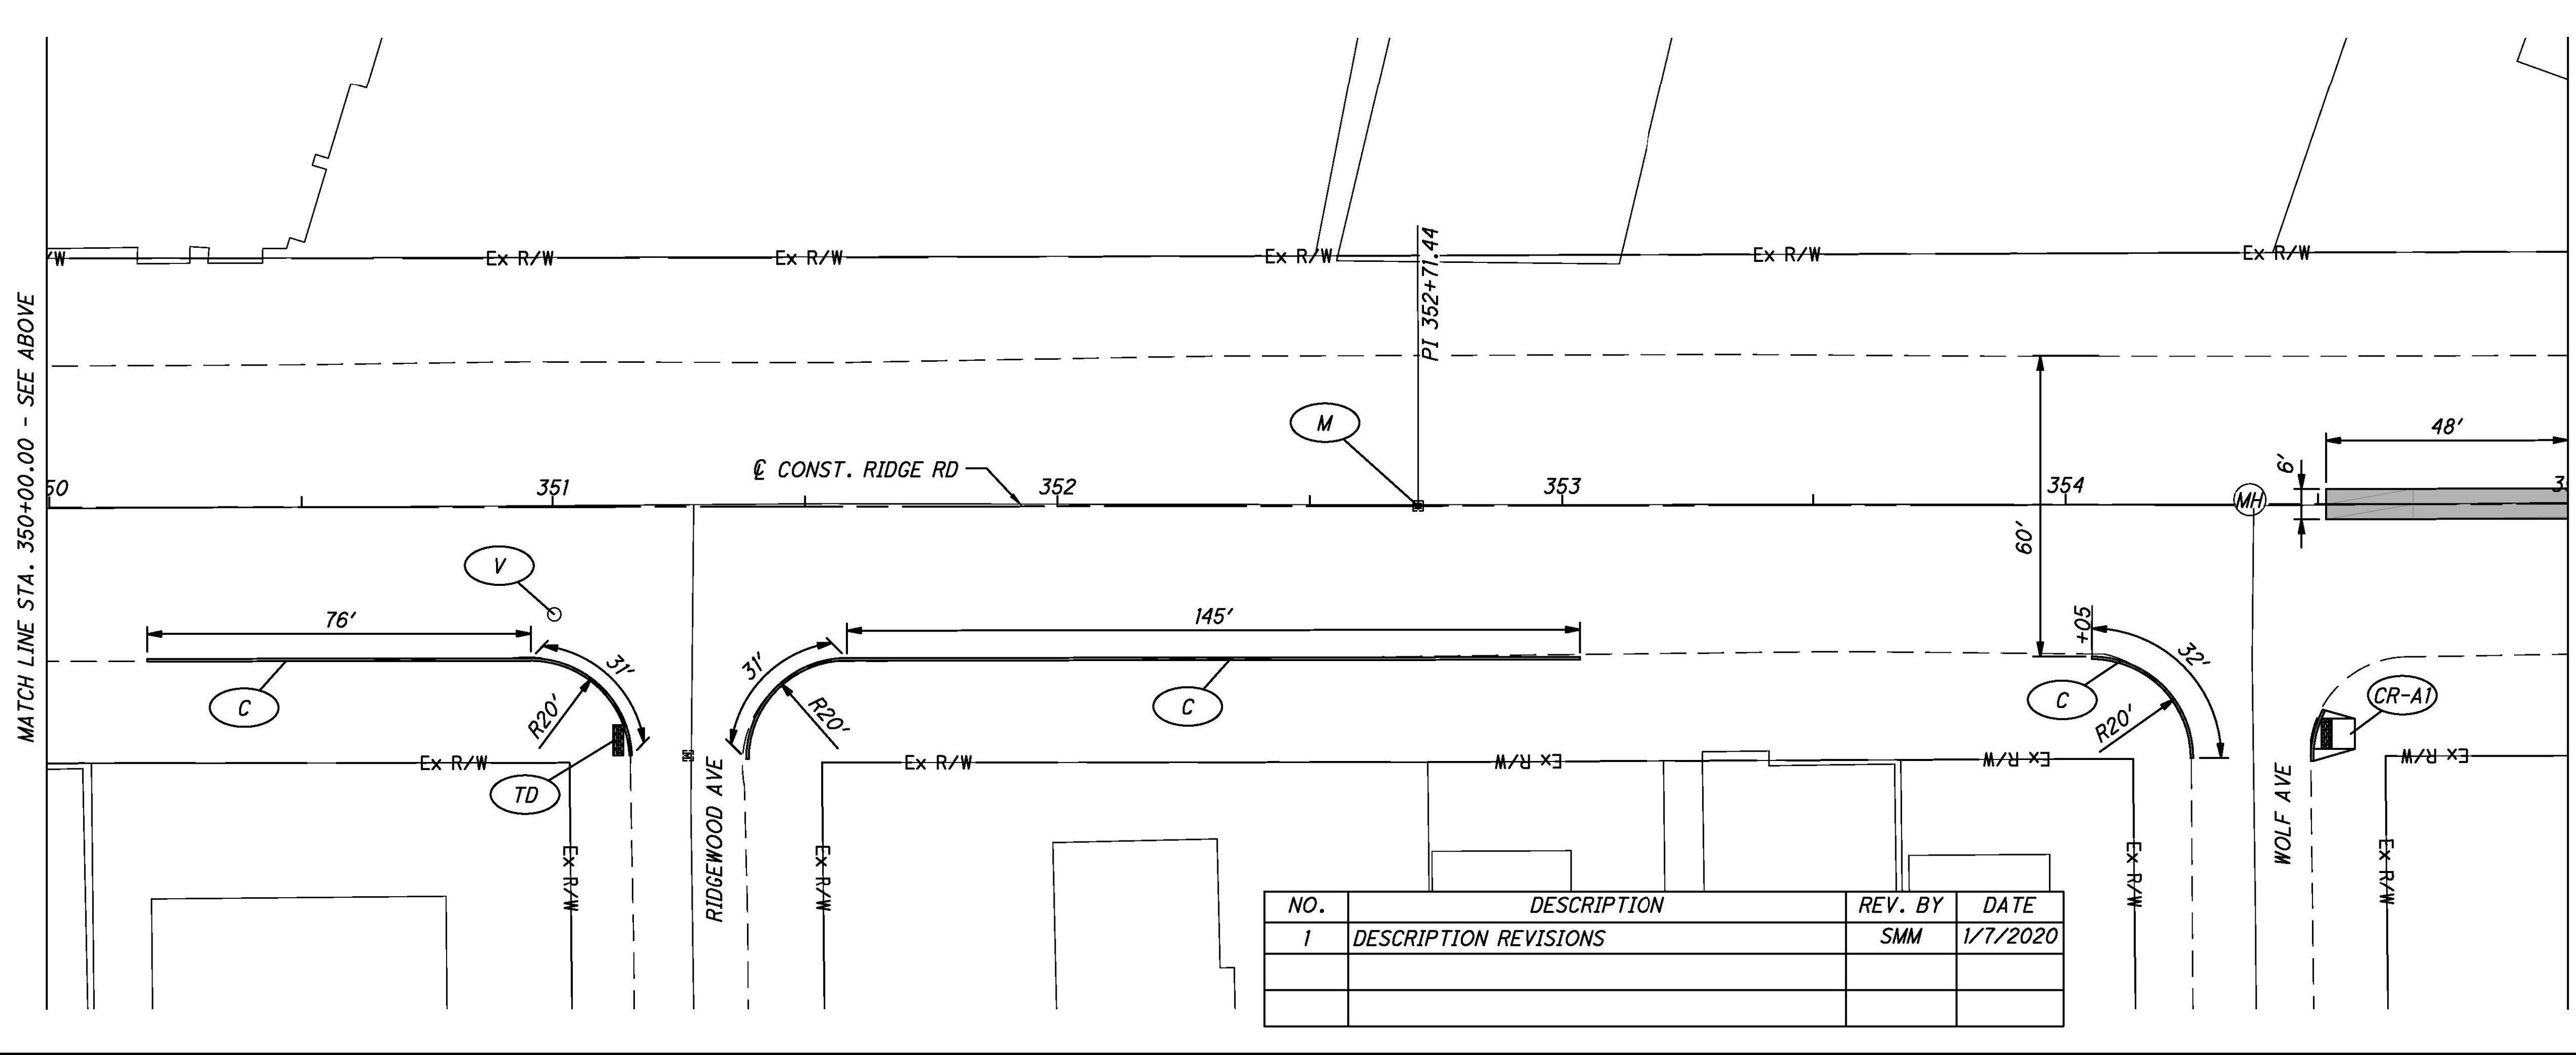 MATCH LINE STA. 350+00.00 - SEE ABOVE
/W
Ex R/W
Ex R/W
Ex R/W
Ex R/W
Ex R/W
PI 352+71.44
M
48'
6'
℄ CONST. RIDGE RD
50
351
352
353
354
MH
3
60'
V
76'
31'
31'
145'
+05
32'
C
R20'
R20'
C
C
R20'
CR-A1
TD
Ex R/W
Ex R/W
Ex R/W
Ex R/W
Ex R/W
RIDGEWOOD AVE
WOLF AVE
Ex R/W
Ex R/W
Ex R/W
Ex R/W
NO. DESCRIPTION REV. BY DATE
1 DESCRIPTION REVISIONS SMM 1/7/2020